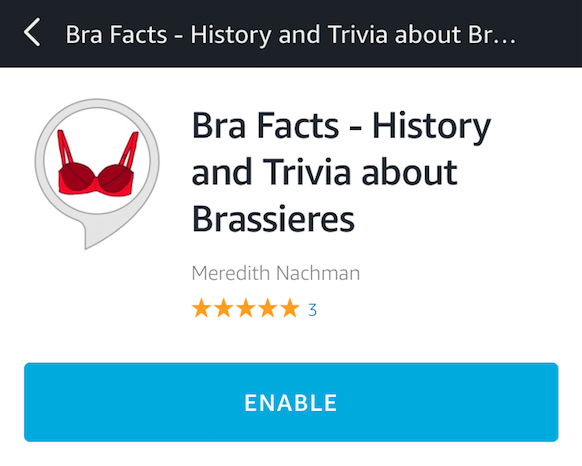 Bra Facts - History and Trivia about Br...
Bra Facts - History
and Trivia about
Brassieres
Meredith Nachman
3
ENABLE